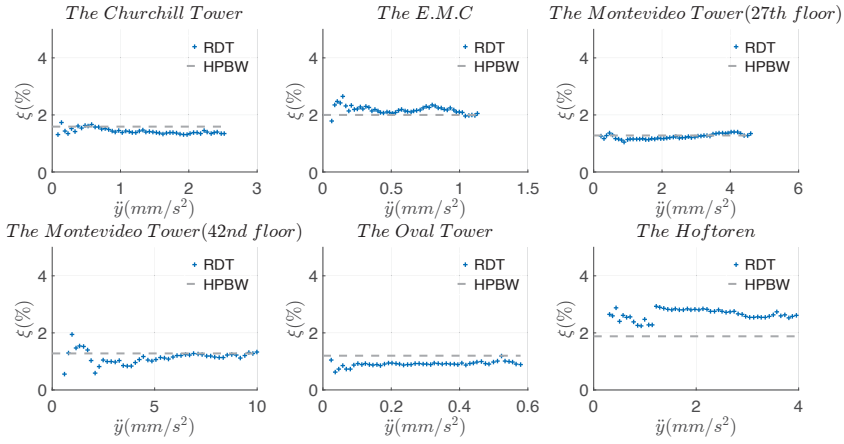 The Churchill Tower
RDT
HPBW
4
2
0
ξ(%)
0 1 2 3
ÿ(mm/s²)
The E.M.C
RDT
HPBW
4
2
0
ξ(%)
0 0.5 1 1.5
ÿ(mm/s²)
The Montevideo Tower(27th floor)
RDT
HPBW
4
2
0
ξ(%)
0 2 4 6
ÿ(mm/s²)
The Montevideo Tower(42nd floor)
RDT
HPBW
4
2
0
ξ(%)
0 5 10
ÿ(mm/s²)
The Oval Tower
RDT
HPBW
4
2
0
ξ(%)
0 0.2 0.4 0.6
ÿ(mm/s²)
The Hoftoren
RDT
HPBW
4
2
0
ξ(%)
0 2 4
ÿ(mm/s²)